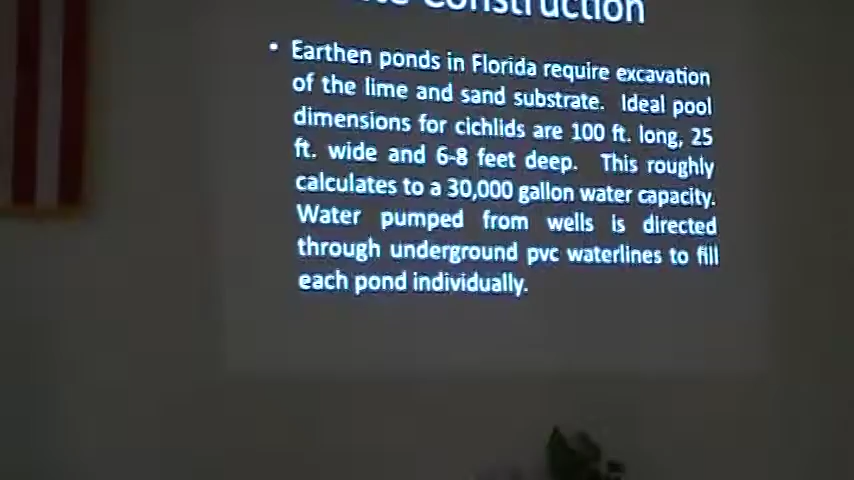 Construction
• Earthen ponds in Florida require excavation
of the lime and sand substrate. Ideal pool
dimensions for cichlids are 100 ft. long, 25
ft. wide and 6-8 feet deep. This roughly
calculates to a 30,000 gallon water capacity.
Water pumped from wells is directed
through underground pvc waterlines to fill
each pond individually.